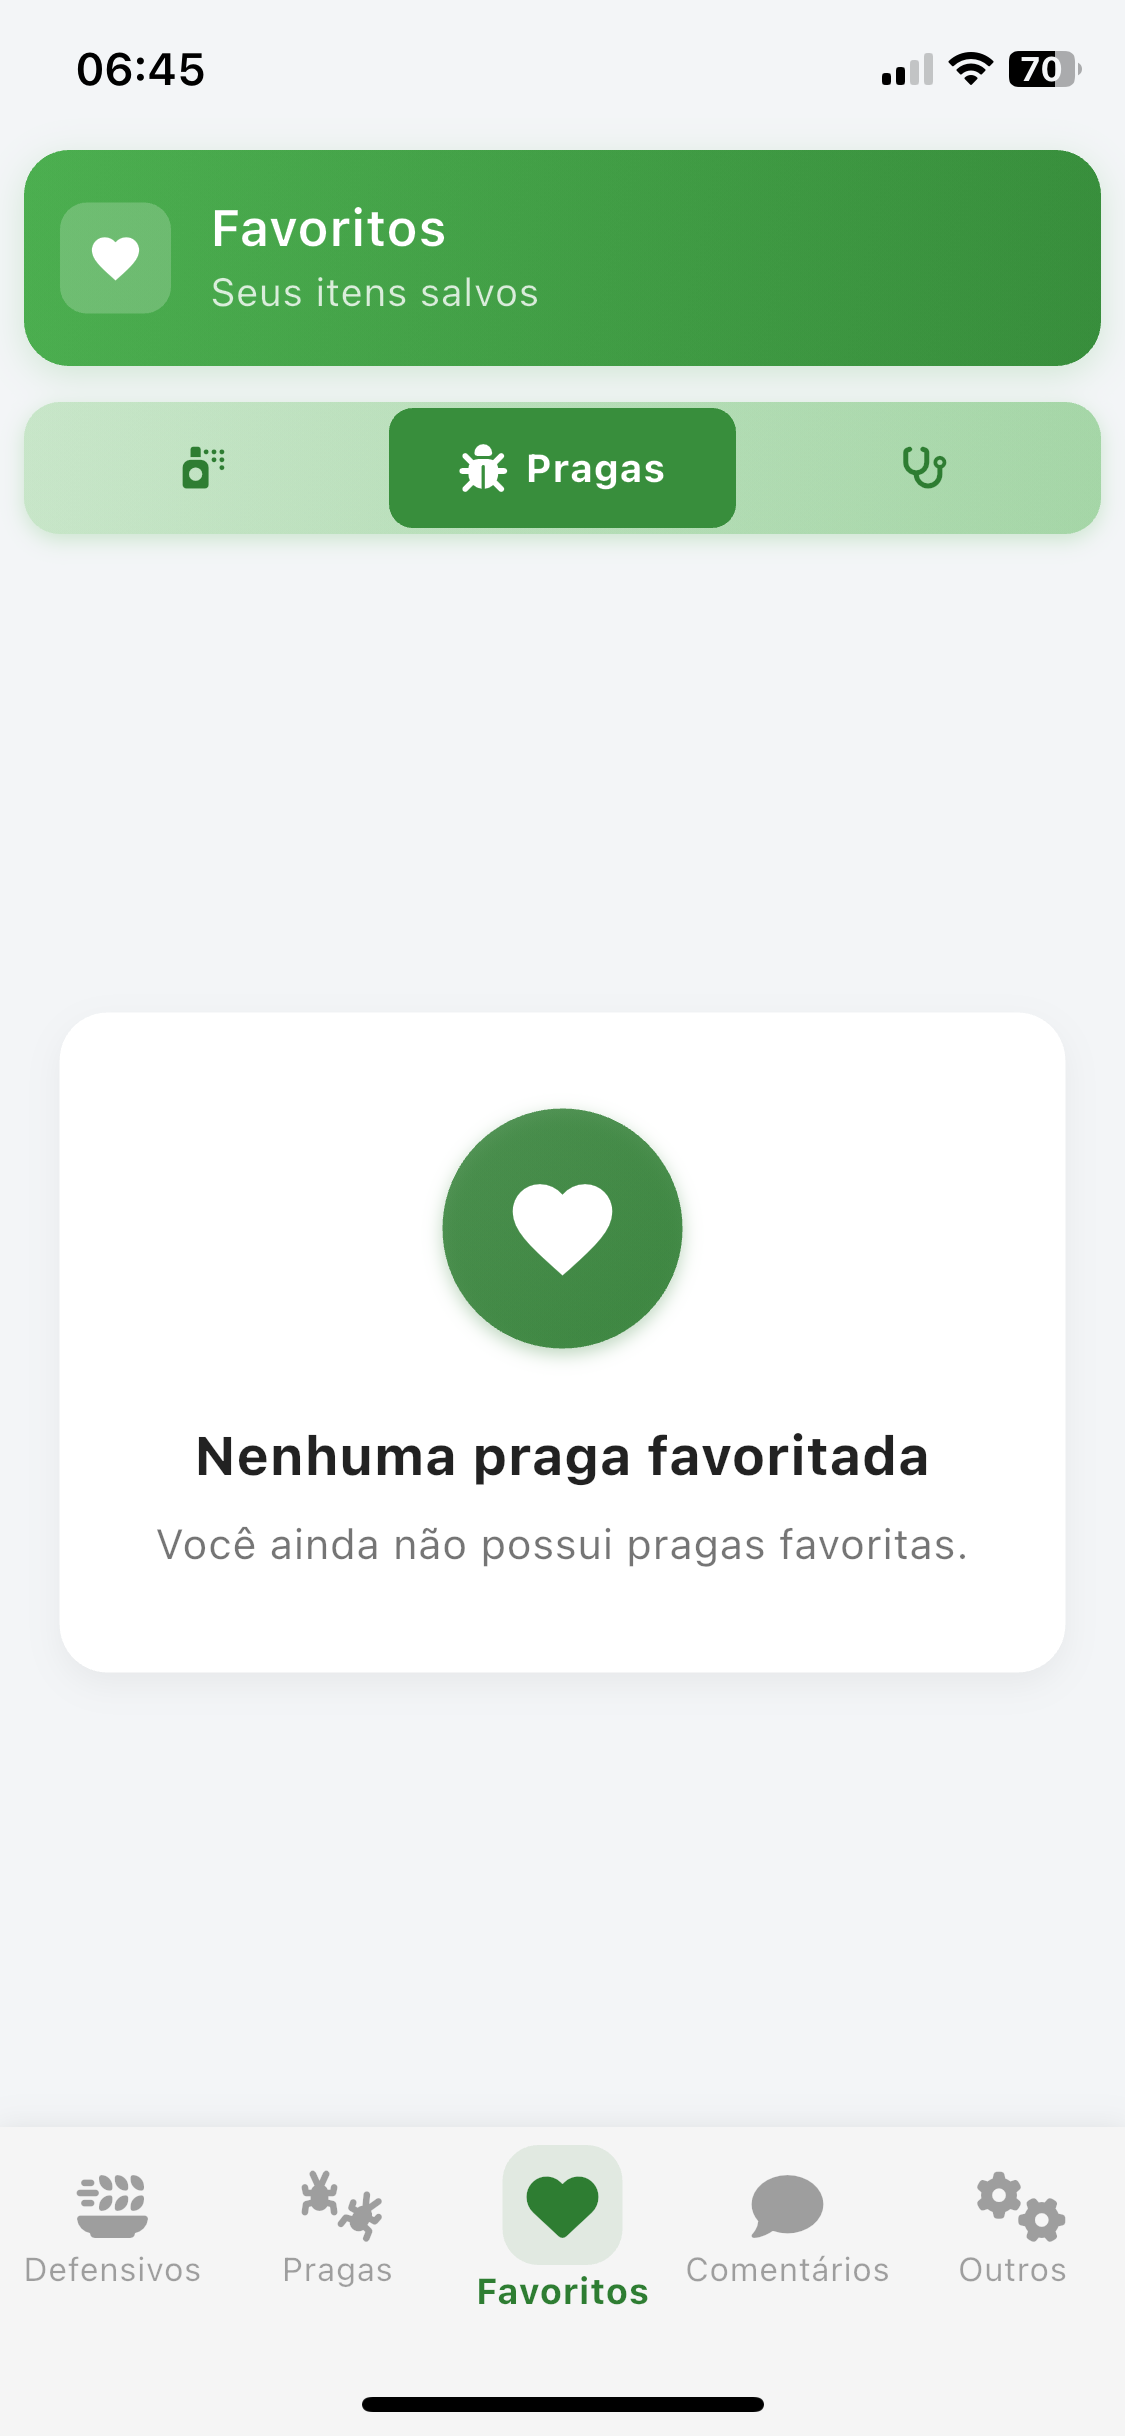 06:45
70
Favoritos
Seus itens salvos
Pragas
Nenhuma praga favoritada
Você ainda não possui pragas favoritas.
Defensivos
Pragas
Favoritos
Comentários
Outros